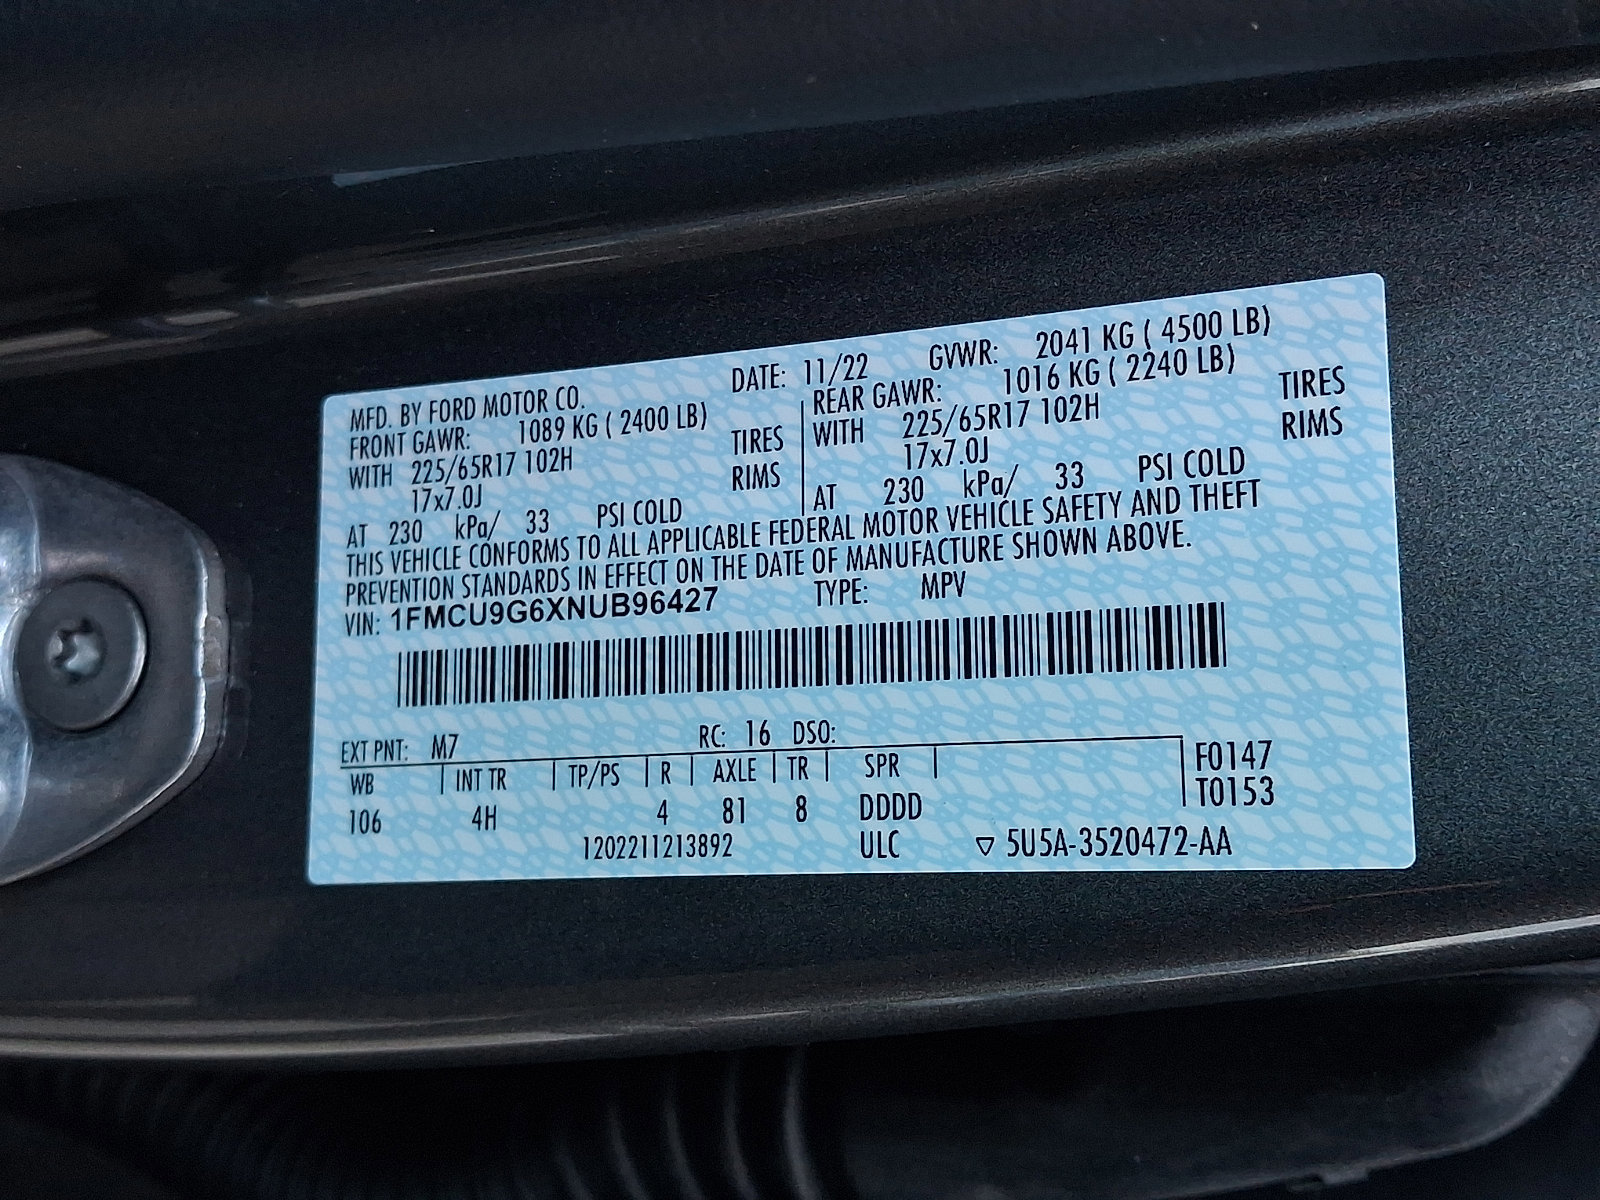 MFD. BY FORD MOTOR CO. DATE: 11/22 GVWR: 2041 KG ( 4500 LB)
FRONT GAWR: 1089 KG ( 2400 LB) REAR GAWR: 1016 KG ( 2240 LB)
WITH 225/65R17 102H TIRES WITH 225/65R17 102H TIRES
17x7.0J RIMS 17x7.0J RIMS
AT 230 kPa/ 33 PSI COLD AT 230 kPa/ 33 PSI COLD
THIS VEHICLE CONFORMS TO ALL APPLICABLE FEDERAL MOTOR VEHICLE SAFETY AND THEFT
PREVENTION STANDARDS IN EFFECT ON THE DATE OF MANUFACTURE SHOWN ABOVE.
VIN: 1FMCU9G6XNUB96427 TYPE: MPV
EXT PNT: M7 RC: 16 DSO:
WB INT TR TP/PS R AXLE TR SPR F0147
106 4H 4 81 8 DDDD T0153
1202211213892 ULC ▽ 5U5A-3520472-AA